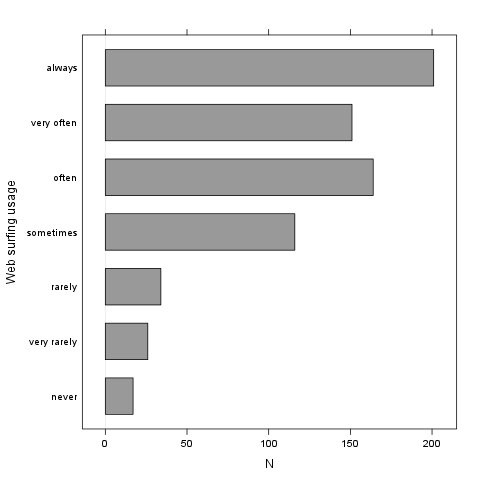 always
very often
often
sometimes
rarely
very rarely
never
Web surfing usage
0 50 100 150 200
N